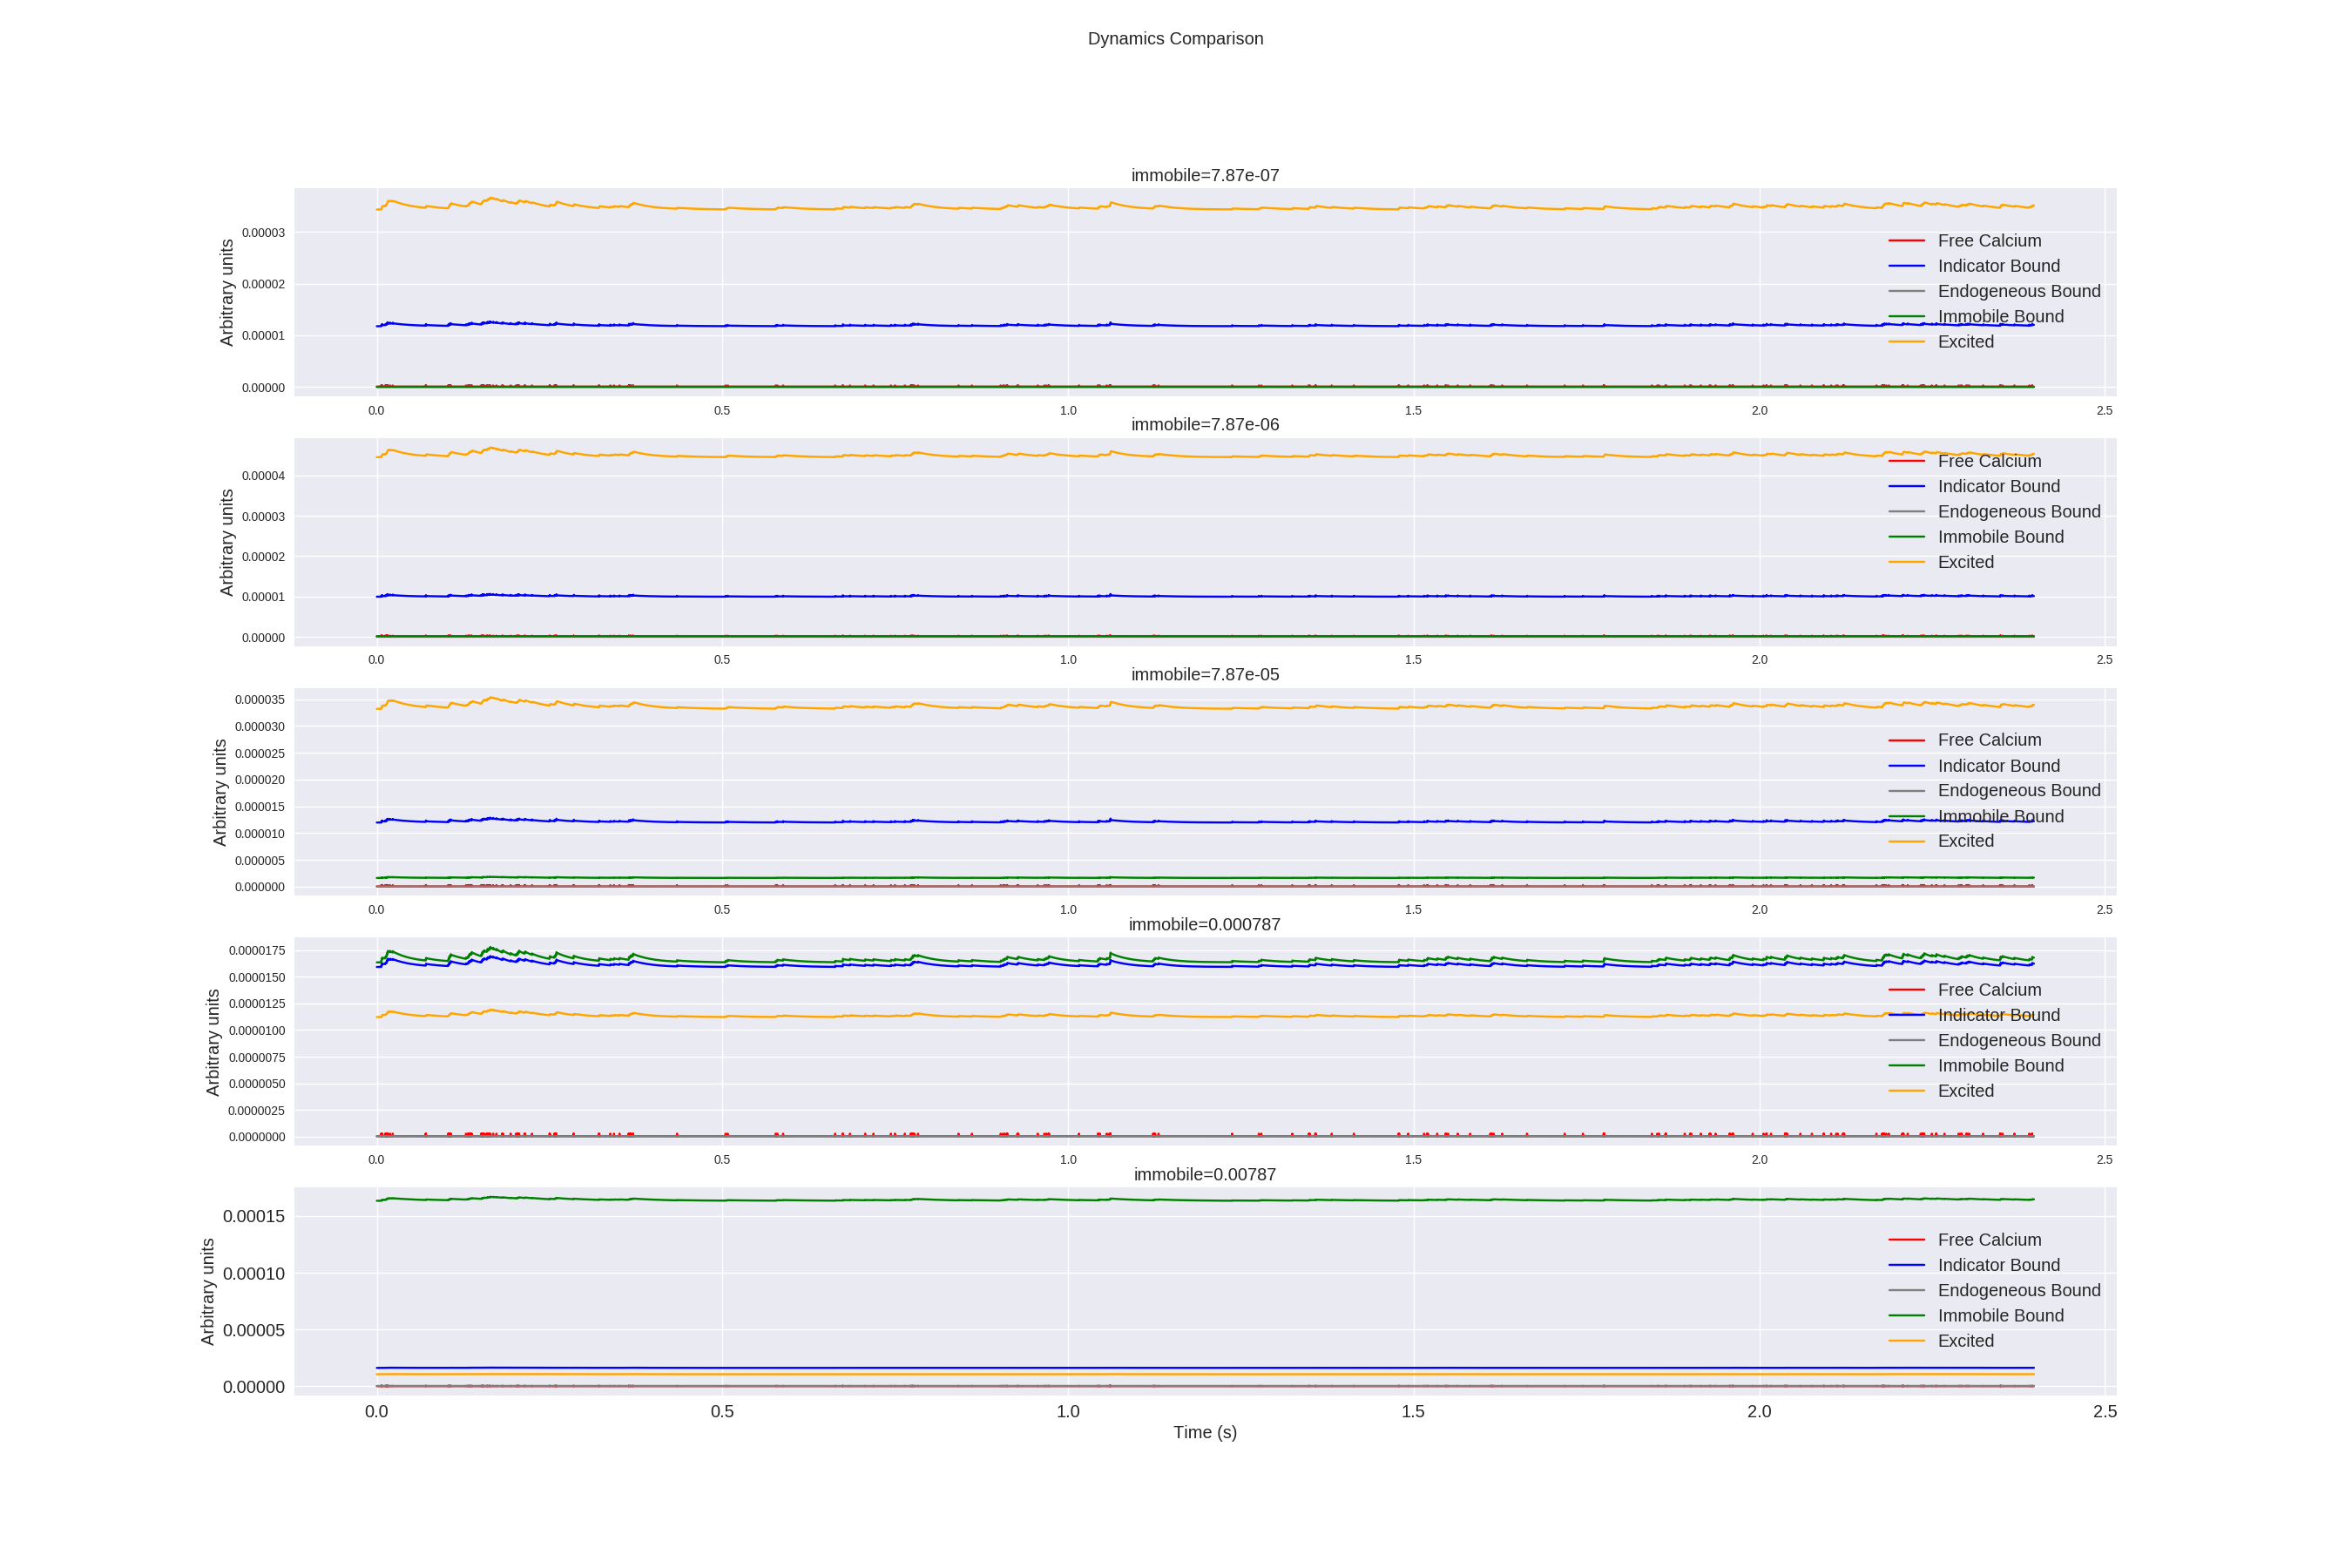 Dynamics Comparison
immobile=7.87e-07
Arbitrary units
0.00003
0.00002
0.00001
0.00000
Free Calcium
Indicator Bound
Endogeneous Bound
Immobile Bound
Excited
0.0 0.5 1.0 1.5 2.0 2.5
immobile=7.87e-06
Arbitrary units
0.00004
0.00003
0.00002
0.00001
0.00000
Free Calcium
Indicator Bound
Endogeneous Bound
Immobile Bound
Excited
0.0 0.5 1.0 1.5 2.0 2.5
immobile=7.87e-05
Arbitrary units
0.000035
0.000030
0.000025
0.000020
0.000015
0.000010
0.000005
0.000000
Free Calcium
Indicator Bound
Endogeneous Bound
Immobile Bound
Excited
0.0 0.5 1.0 1.5 2.0 2.5
immobile=0.000787
Arbitrary units
0.0000175
0.0000150
0.0000125
0.0000100
0.0000075
0.0000050
0.0000025
0.0000000
Free Calcium
Indicator Bound
Endogeneous Bound
Immobile Bound
Excited
0.0 0.5 1.0 1.5 2.0 2.5
immobile=0.00787
Arbitrary units
0.00015
0.00010
0.00005
0.00000
Free Calcium
Indicator Bound
Endogeneous Bound
Immobile Bound
Excited
0.0 0.5 1.0 1.5 2.0 2.5
Time (s)